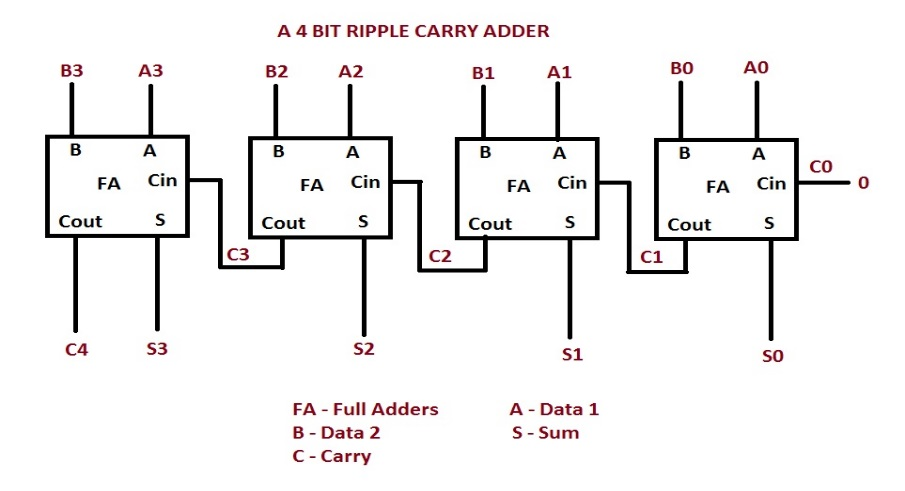 A 4 BIT RIPPLE CARRY ADDER
B3 A3 B2 A2 B1 A1 B0 A0
B A B A B A B A
FA Cin FA Cin FA Cin FA Cin C0 0
Cout S Cout S Cout S Cout S
C3 C2 C1
C4 S3 S2 S1 S0
FA - Full Adders A - Data 1
B - Data 2 S - Sum
C - Carry